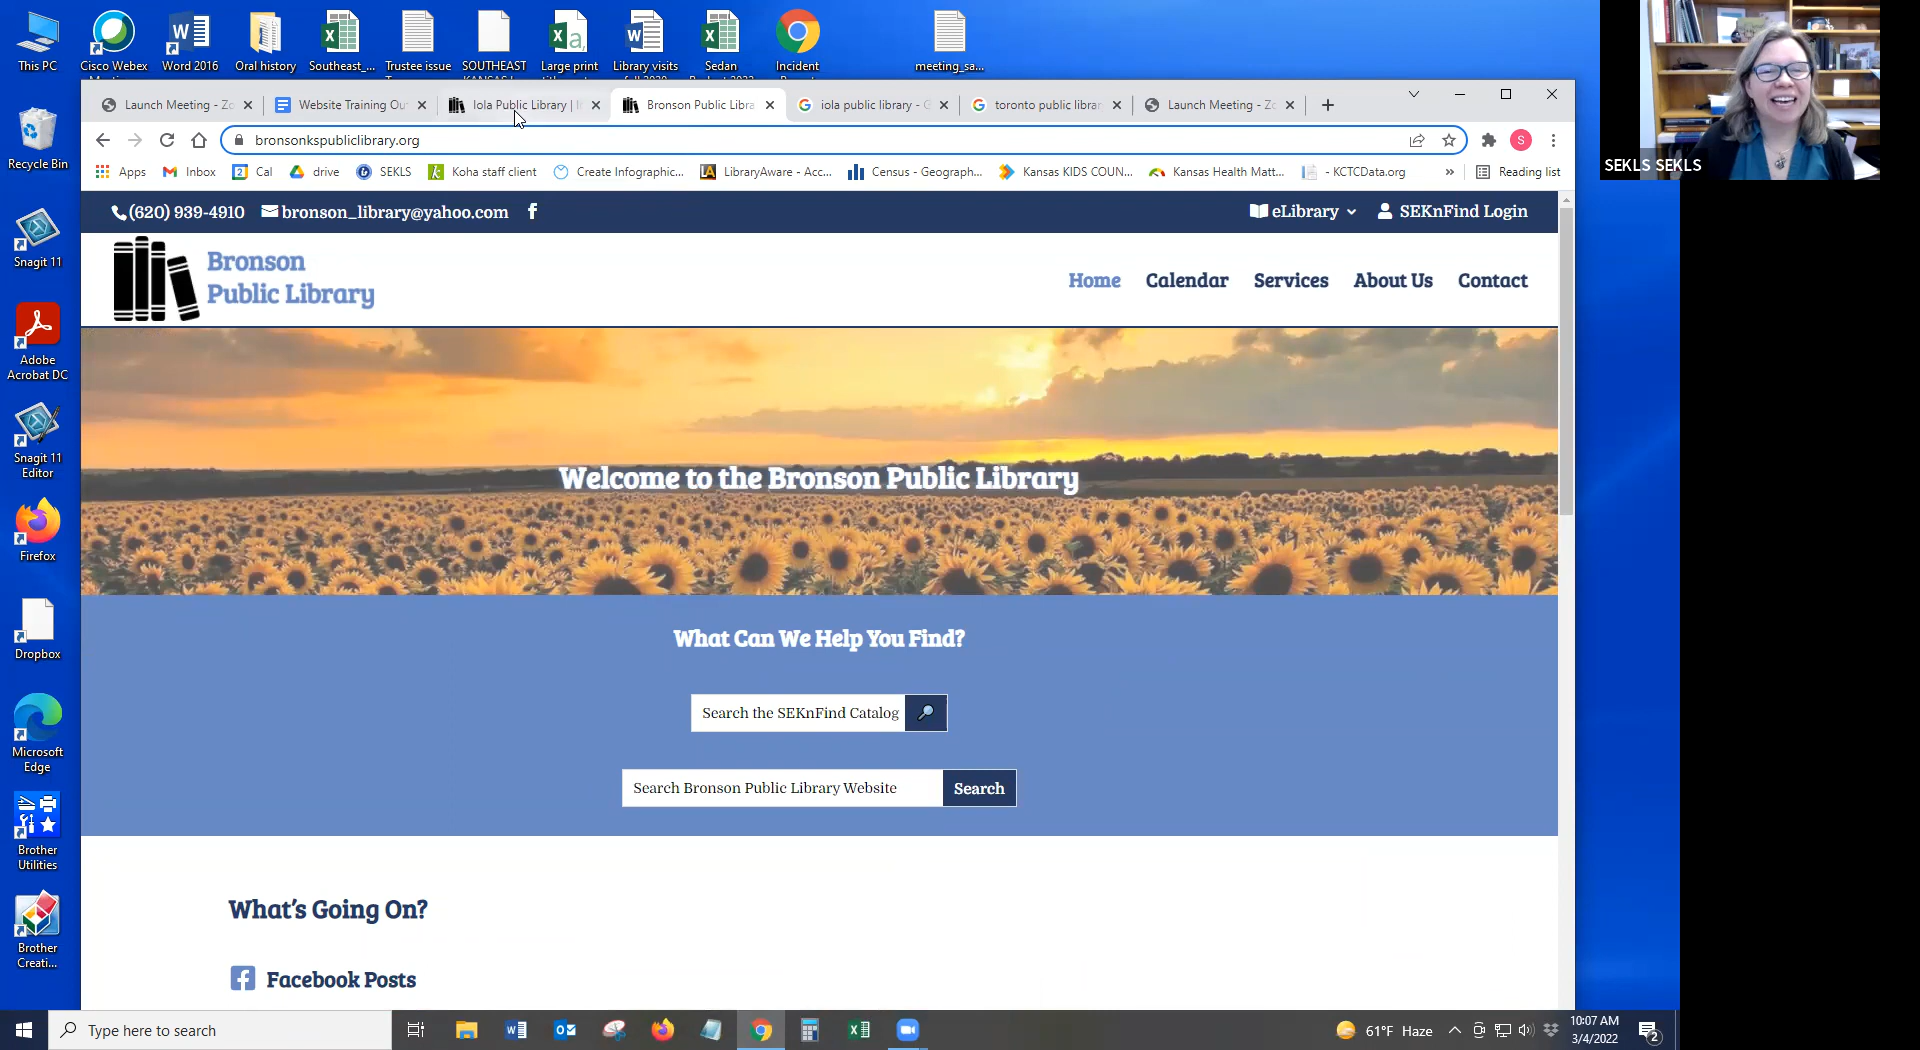 This PC
Cisco Webex
Word 2016
Oral history
Southeast_...
Trustee issue
SOUTHEAST
Large print
Library visits
Sedan
Incident
meeting_sa...
Launch Meeting - Zo
Website Training Ou
Iola Public Library | I
Bronson Public Libra
iola public library - G
toronto public librar
Launch Meeting - Z
bronsonkspubliclibrary.org
S
Apps
Inbox
Cal
drive
SEKLS
Koha staff client
Create Infographic...
LibraryAware - Acc...
Census - Geograph...
Kansas KIDS COUN...
Kansas Health Matt...
- KCTCData.org
»
Reading list
(620) 939-4910
bronson_library@yahoo.com
eLibrary
SEKnFind Login
Bronson
Public Library
Home
Calendar
Services
About Us
Contact
Welcome to the Bronson Public Library
What Can We Help You Find?
Search the SEKnFind Catalog
Search Bronson Public Library Website
Search
What's Going On?
Facebook Posts
Recycle Bin
Snagit 11
Adobe
Acrobat DC
Snagit 11
Editor
Firefox
Dropbox
Microsoft
Edge
Brother
Utilities
Brother
Creati...
SEKLS SEKLS
Type here to search
61°F Haze
10:07 AM
3/4/2022
2